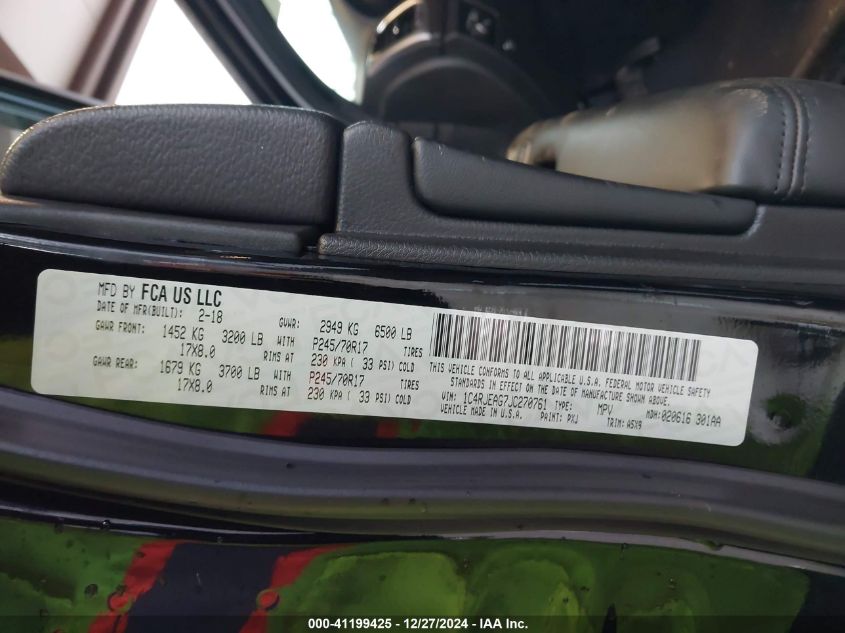 MFD BY FCA US LLC
DATE OF MFR(BUILT): 2-18 GVWR: 2949 KG 6500 LB
GAWR FRONT: 1452 KG 3200 LB WITH P245/70R17 TIRES
17X8.0 RIMS AT 230 KPA ( 33 PSI) COLD
GAWR REAR: 1679 KG 3700 LB WITH P245/70R17 TIRES
17X8.0 RIMS AT 230 KPA ( 33 PSI) COLD
THIS VEHICLE CONFORMS TO ALL APPLICABLE U.S.A. FEDERAL MOTOR VEHICLE SAFETY
STANDARDS IN EFFECT ON THE DATE OF MANUFACTURE SHOWN ABOVE.
VIN: 1C4RJEAG7JC270761 TYPE: MPV MDH: 020616 301AA
VEHICLE MADE IN U.S.A. PAINT: PXJ TRIM: A5X9
000-41199425 - 12/27/2024 - IAA Inc.